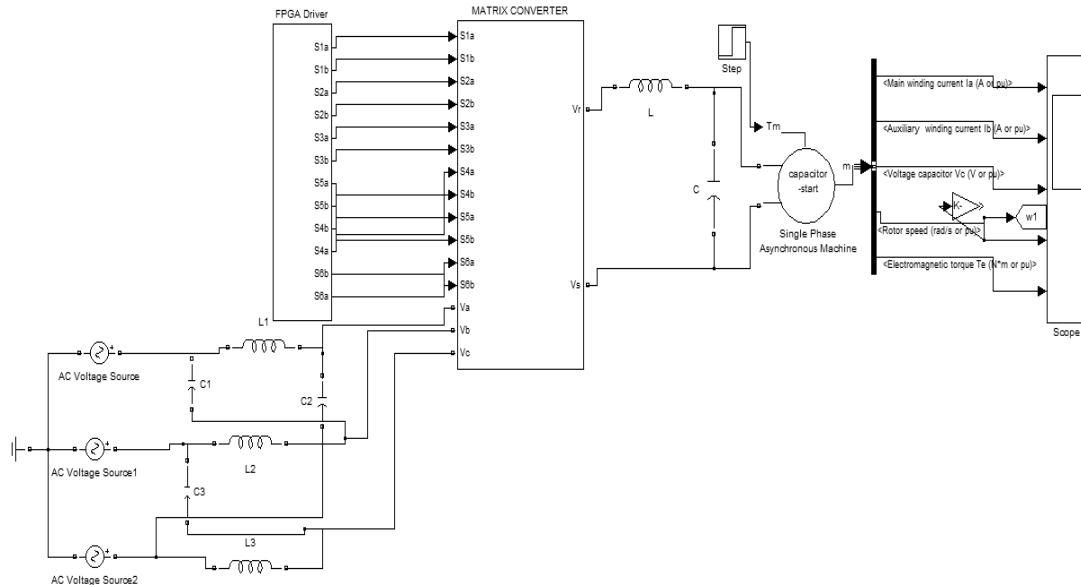 FPGA Driver
S1a
S1b
S2a
S2b
S3a
S3b
S5a
S5b
S4b
S4a
S6b
S6a
MATRIX CONVERTER
S1a
S1b
S2a
S2b
S3a
S3b
S4a
S4b
S5a
S5b
S6a
S6b
Va
Vb
Vc
Vr
Vs
Step
L
C
Tm
capacitor
-start
m
Single Phase
Asynchronous Machine
<Main winding current Ia (A or pu)>
<Auxiliary winding current Ib (A or pu)>
<Voltage capacitor Vc (V or pu)>
-K-
w1
<Rotor speed (rad/s or pu)>
<Electromagnetic torque Te (N*m or pu)>
Scope
L1
AC Voltage Source
C1
C2
AC Voltage Source1
L2
C3
L3
AC Voltage Source2